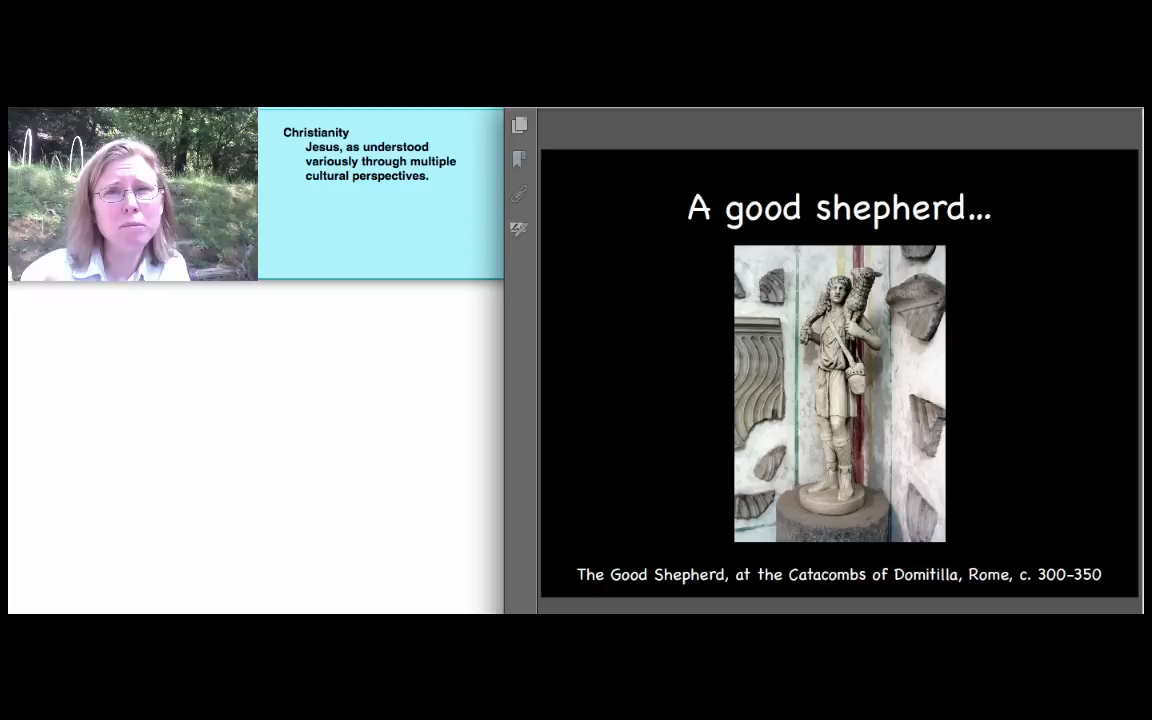 Christianity
Jesus, as understood
variously through multiple
cultural perspectives.
A good shepherd...
The Good Shepherd, at the Catacombs of Domitilla, Rome, c. 300-350